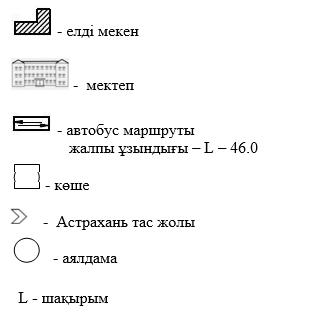 - елді мекен
- мектеп
- автобус маршруты
жалпы ұзындығы – L – 46.0
- көше
- Астрахань тас жолы
- аялдама
L - шақырым